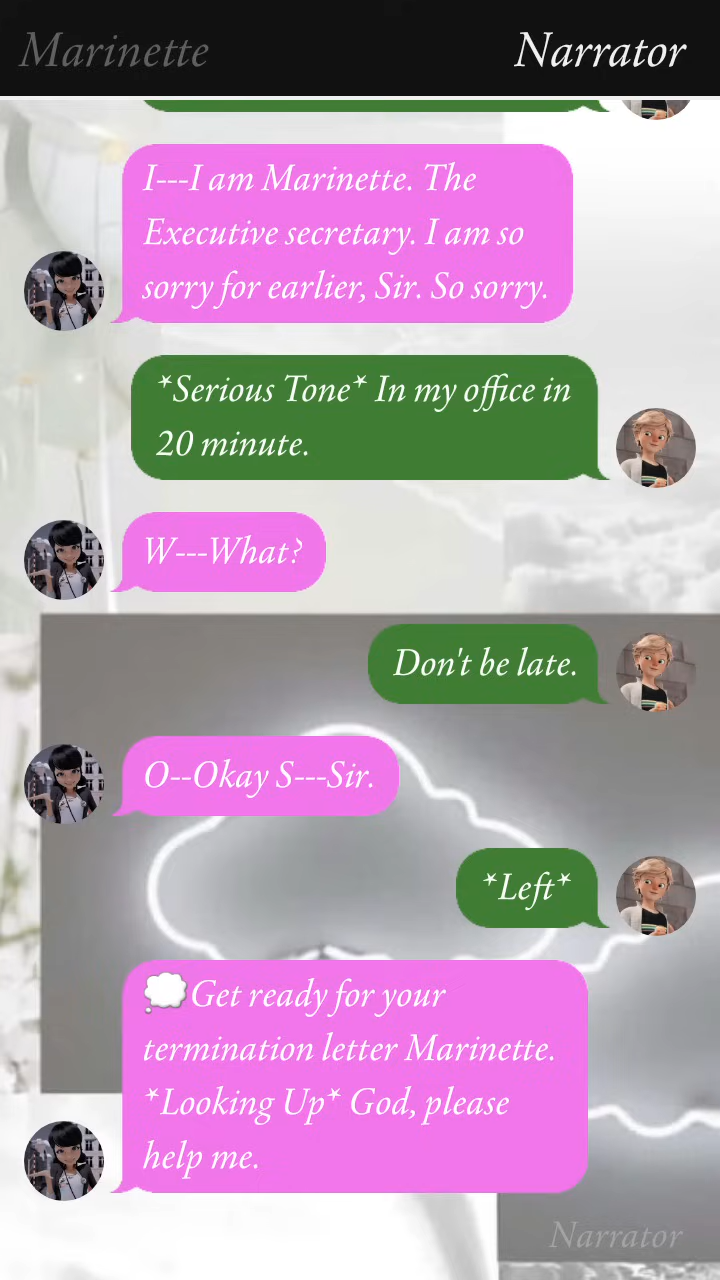 Marinette
Narrator
I---I am Marinette. The
Executive secretary. I am so
sorry for earlier, Sir. So sorry.
*Serious Tone* In my office in
20 minute.
W---What?
Don't be late.
O--Okay S---Sir.
*Left*
💭Get ready for your
termination letter Marinette.
*Looking Up* God, please
help me.
Narrator